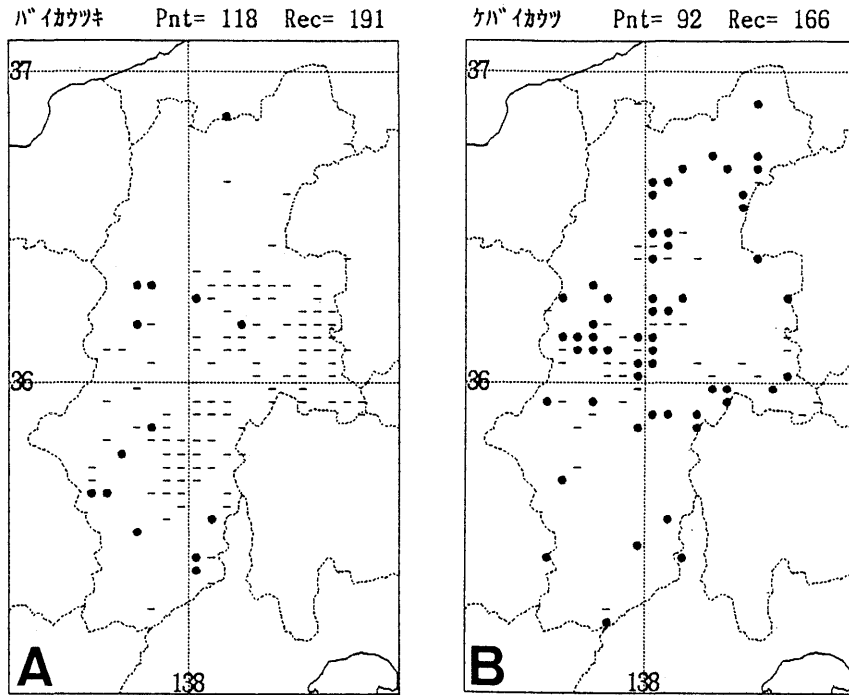 ﾊﾞｲｶｳﾂｷ Pnt= 118 Rec= 191
ｹﾊﾞｲｶｳﾂ Pnt= 92 Rec= 166
37
37
36
36
A
138
B
138